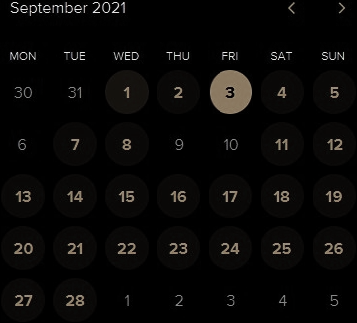 September 2021
MON TUE WED THU FRI SAT SUN
30 31 1 2 3 4 5
6 7 8 9 10 11 12
13 14 15 16 17 18 19
20 21 22 23 24 25 26
27 28 1 2 3 4 5